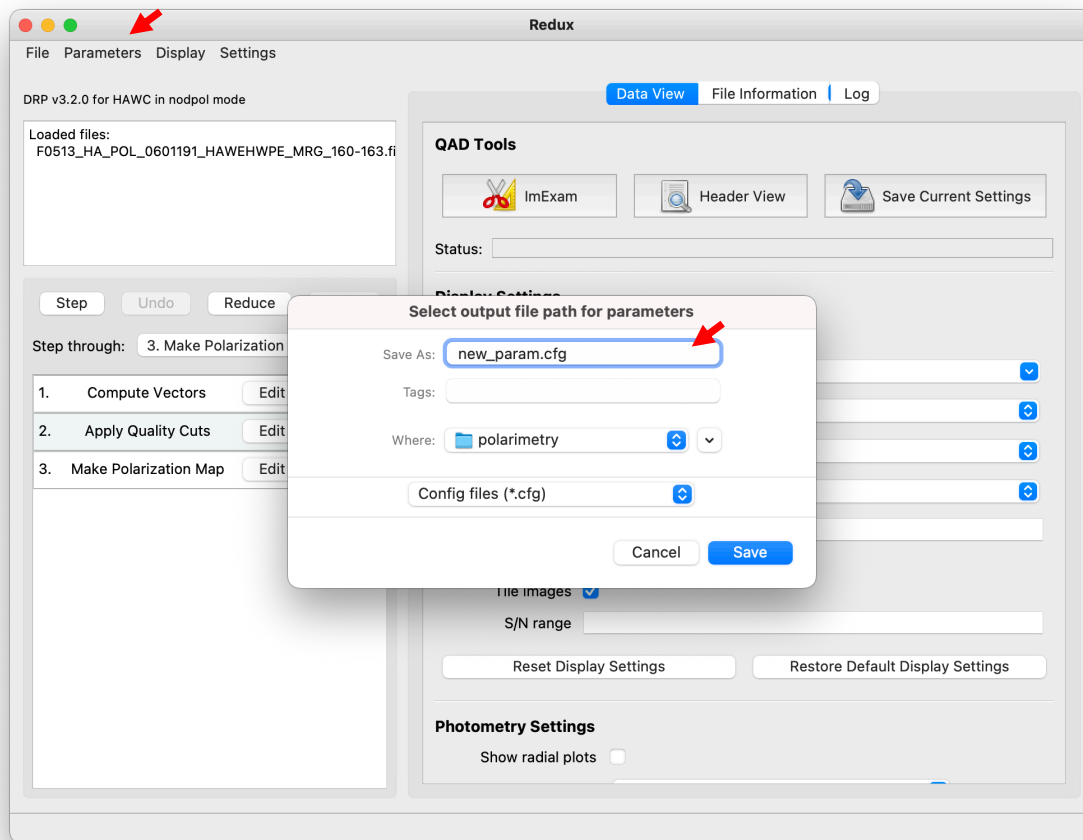 Redux
File Parameters Display Settings
DRP v3.2.0 for HAWC in nodpol mode
Loaded files:
F0513_HA_POL_0601191_HAWEHWPE_MRG_160-163.fi
Step Undo Reduce
Step through: 3. Make Polarization
1. Compute Vectors Edit
2. Apply Quality Cuts Edit
3. Make Polarization Map Edit
Data View File Information Log
QAD Tools
ImExam Header View Save Current Settings
Status:
Display Settings
Select output file path for parameters
Save As: new_param.cfg
Tags:
Where: polarimetry
Config files (*.cfg)
Cancel Save
Tile images
S/N range
Reset Display Settings Restore Default Display Settings
Photometry Settings
Show radial plots